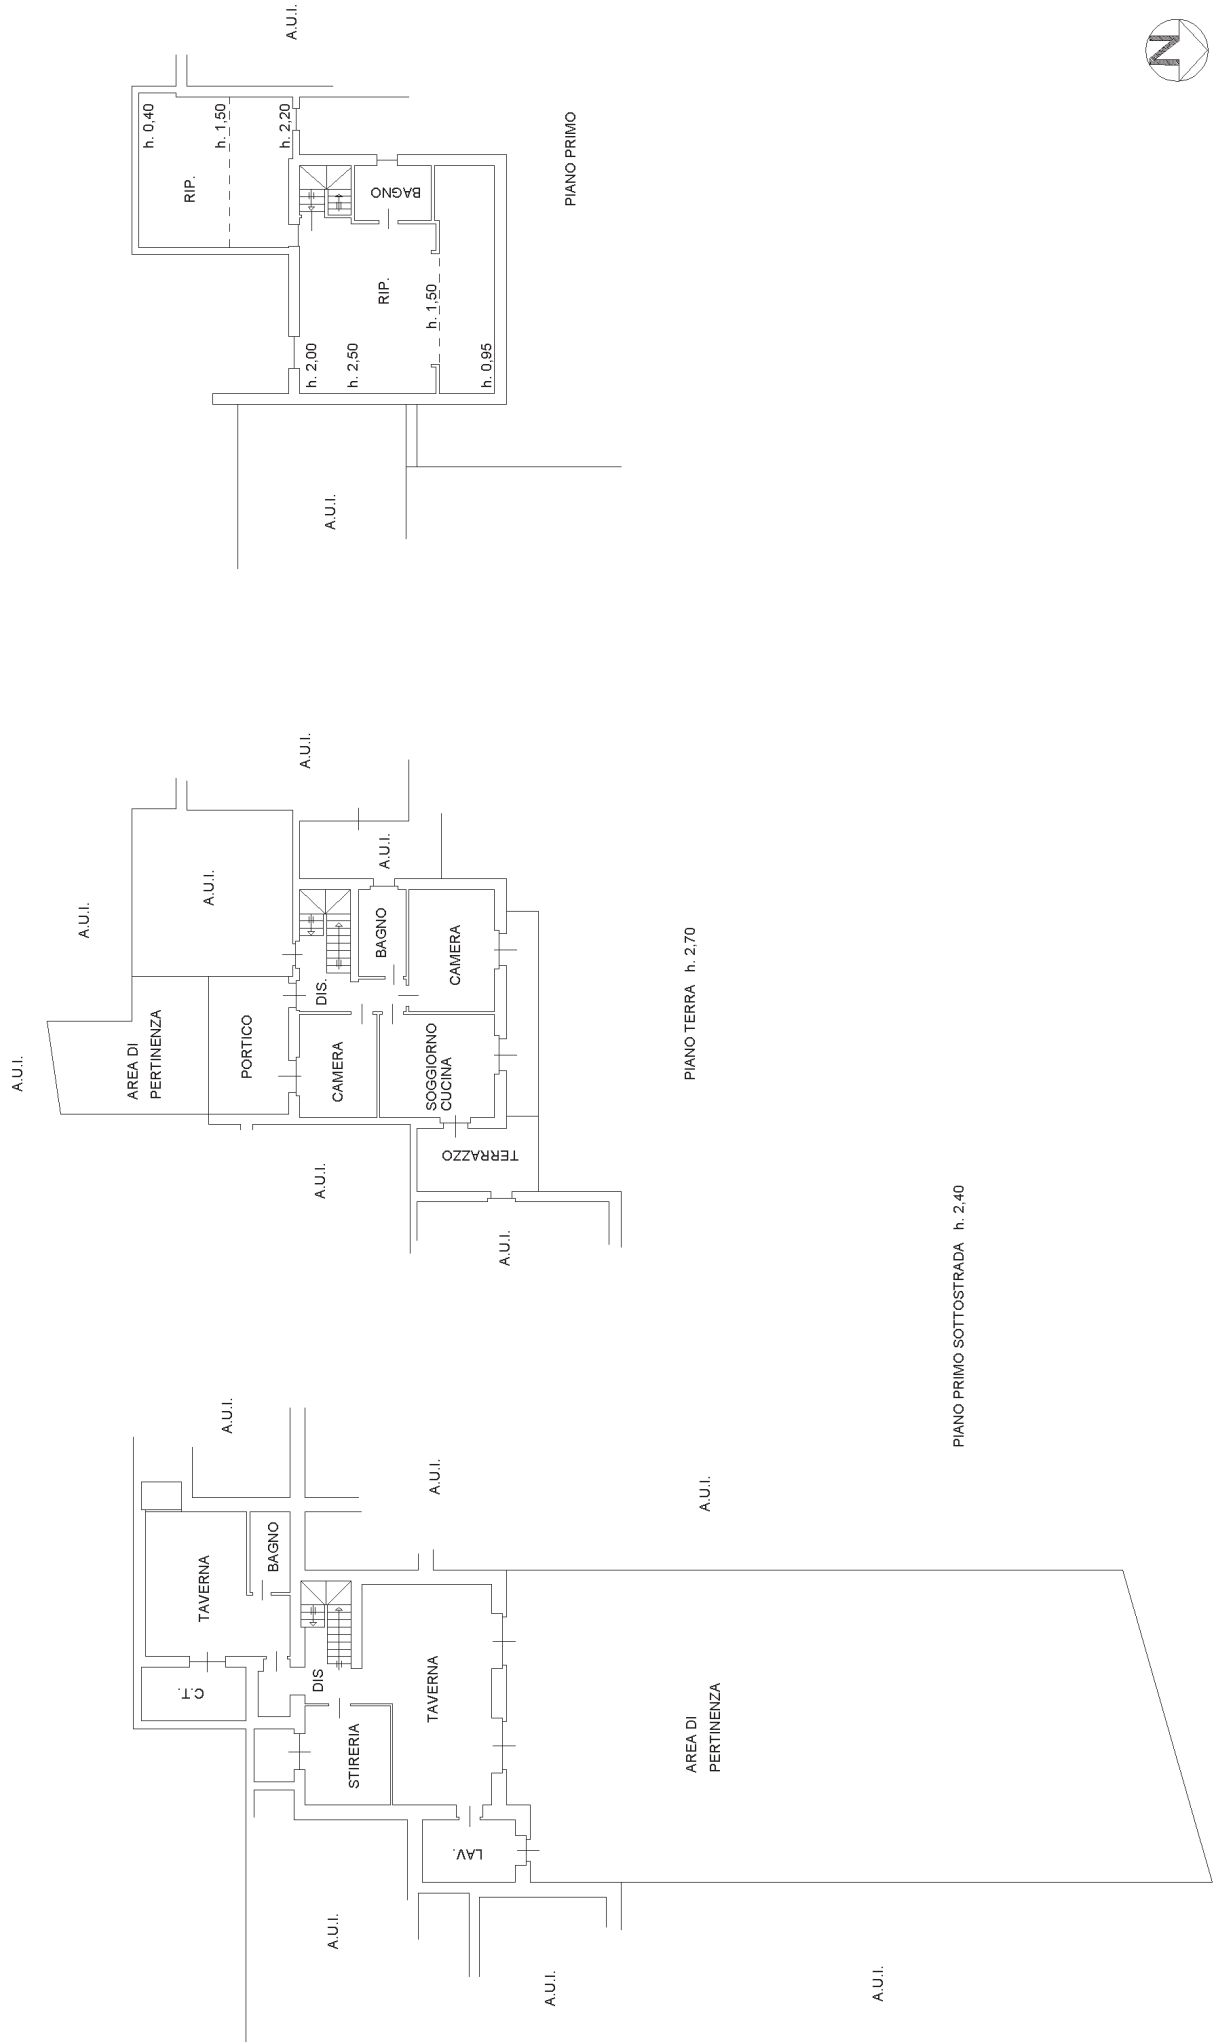 A.U.I.
N
h. 0,40
h. 1,50
h. 2,20
RIP.
BAGNO
PIANO PRIMO
RIP.
h. 1,50
h. 2,00
h. 2,50
h. 0,95
A.U.I.
A.U.I.
A.U.I.
A.U.I.
A.U.I.
A.U.I.
BAGNO
CAMERA
DIS.
PIANO TERRA h. 2,70
AREA DI
PERTINENZA
PORTICO
CAMERA
SOGGIORNO
CUCINA
TERRAZZO
A.U.I.
A.U.I.
PIANO PRIMO SOTTOSTRADA h. 2,40
A.U.I.
A.U.I.
A.U.I.
TAVERNA
BAGNO
C.T.
DIS
TAVERNA
STIRERIA
AREA DI
PERTINENZA
LAV.
A.U.I.
A.U.I.
A.U.I.